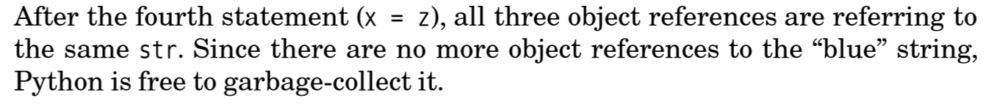 After the fourth statement (x = z), all three object references are referring to
the same str. Since there are no more object references to the “blue” string,
Python is free to garbage-collect it.